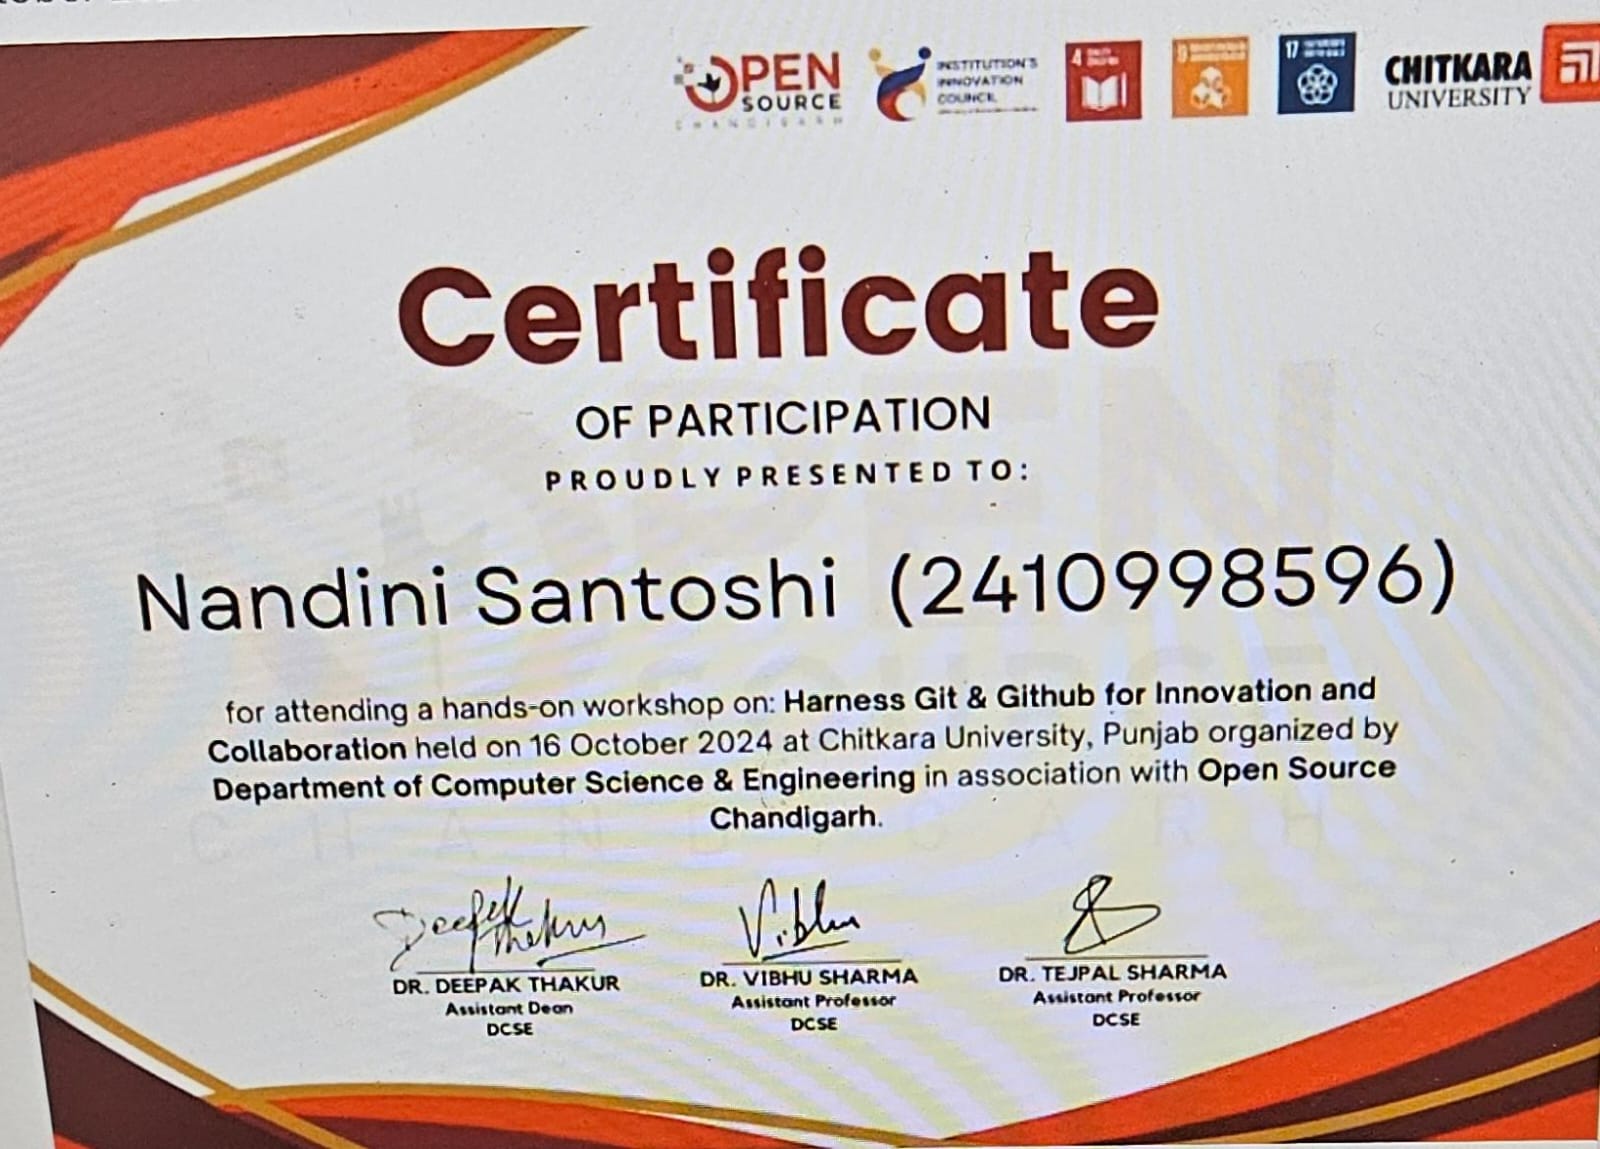 OPEN
SOURCE
CHANDIGARH
INSTITUTION'S
INNOVATION
COUNCIL
4
9
17
CHITKARA
UNIVERSITY
Certificate
OF PARTICIPATION
PROUDLY PRESENTED TO:
Nandini Santoshi (2410998596)
for attending a hands-on workshop on: Harness Git & Github for Innovation and
Collaboration held on 16 October 2024 at Chitkara University, Punjab organized by
Department of Computer Science & Engineering in association with Open Source
Chandigarh.
Deepak Thakur
Vibhu
DR. DEEPAK THAKUR
Assistant Dean
DCSE
DR. VIBHU SHARMA
Assistant Professor
DCSE
DR. TEJPAL SHARMA
Assistant Professor
DCSE